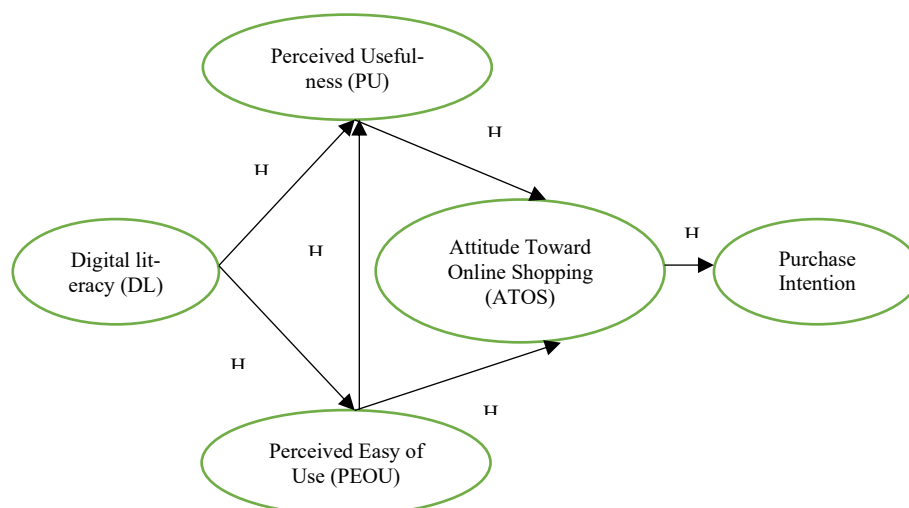 Perceived Useful-
ness (PU)
H
H
Digital lit-
eracy (DL)
H
Attitude Toward
Online Shopping
(ATOS)
H
Purchase
Intention
H
H
Perceived Easy of
Use (PEOU)